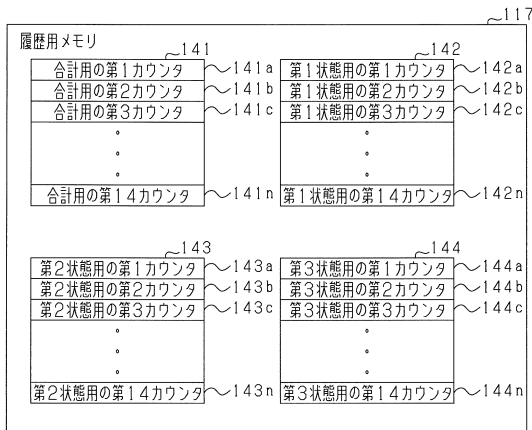 117
履歴用メモリ
141
合計用の第1カウンタ 141a
合計用の第2カウンタ 141b
合計用の第3カウンタ 141c
合計用の第14カウンタ 141n
142
第1状態用の第1カウンタ 142a
第1状態用の第2カウンタ 142b
第1状態用の第3カウンタ 142c
第1状態用の第14カウンタ 142n
143
第2状態用の第1カウンタ 143a
第2状態用の第2カウンタ 143b
第2状態用の第3カウンタ 143c
第2状態用の第14カウンタ 143n
144
第3状態用の第1カウンタ 144a
第3状態用の第2カウンタ 144b
第3状態用の第3カウンタ 144c
第3状態用の第14カウンタ 144n